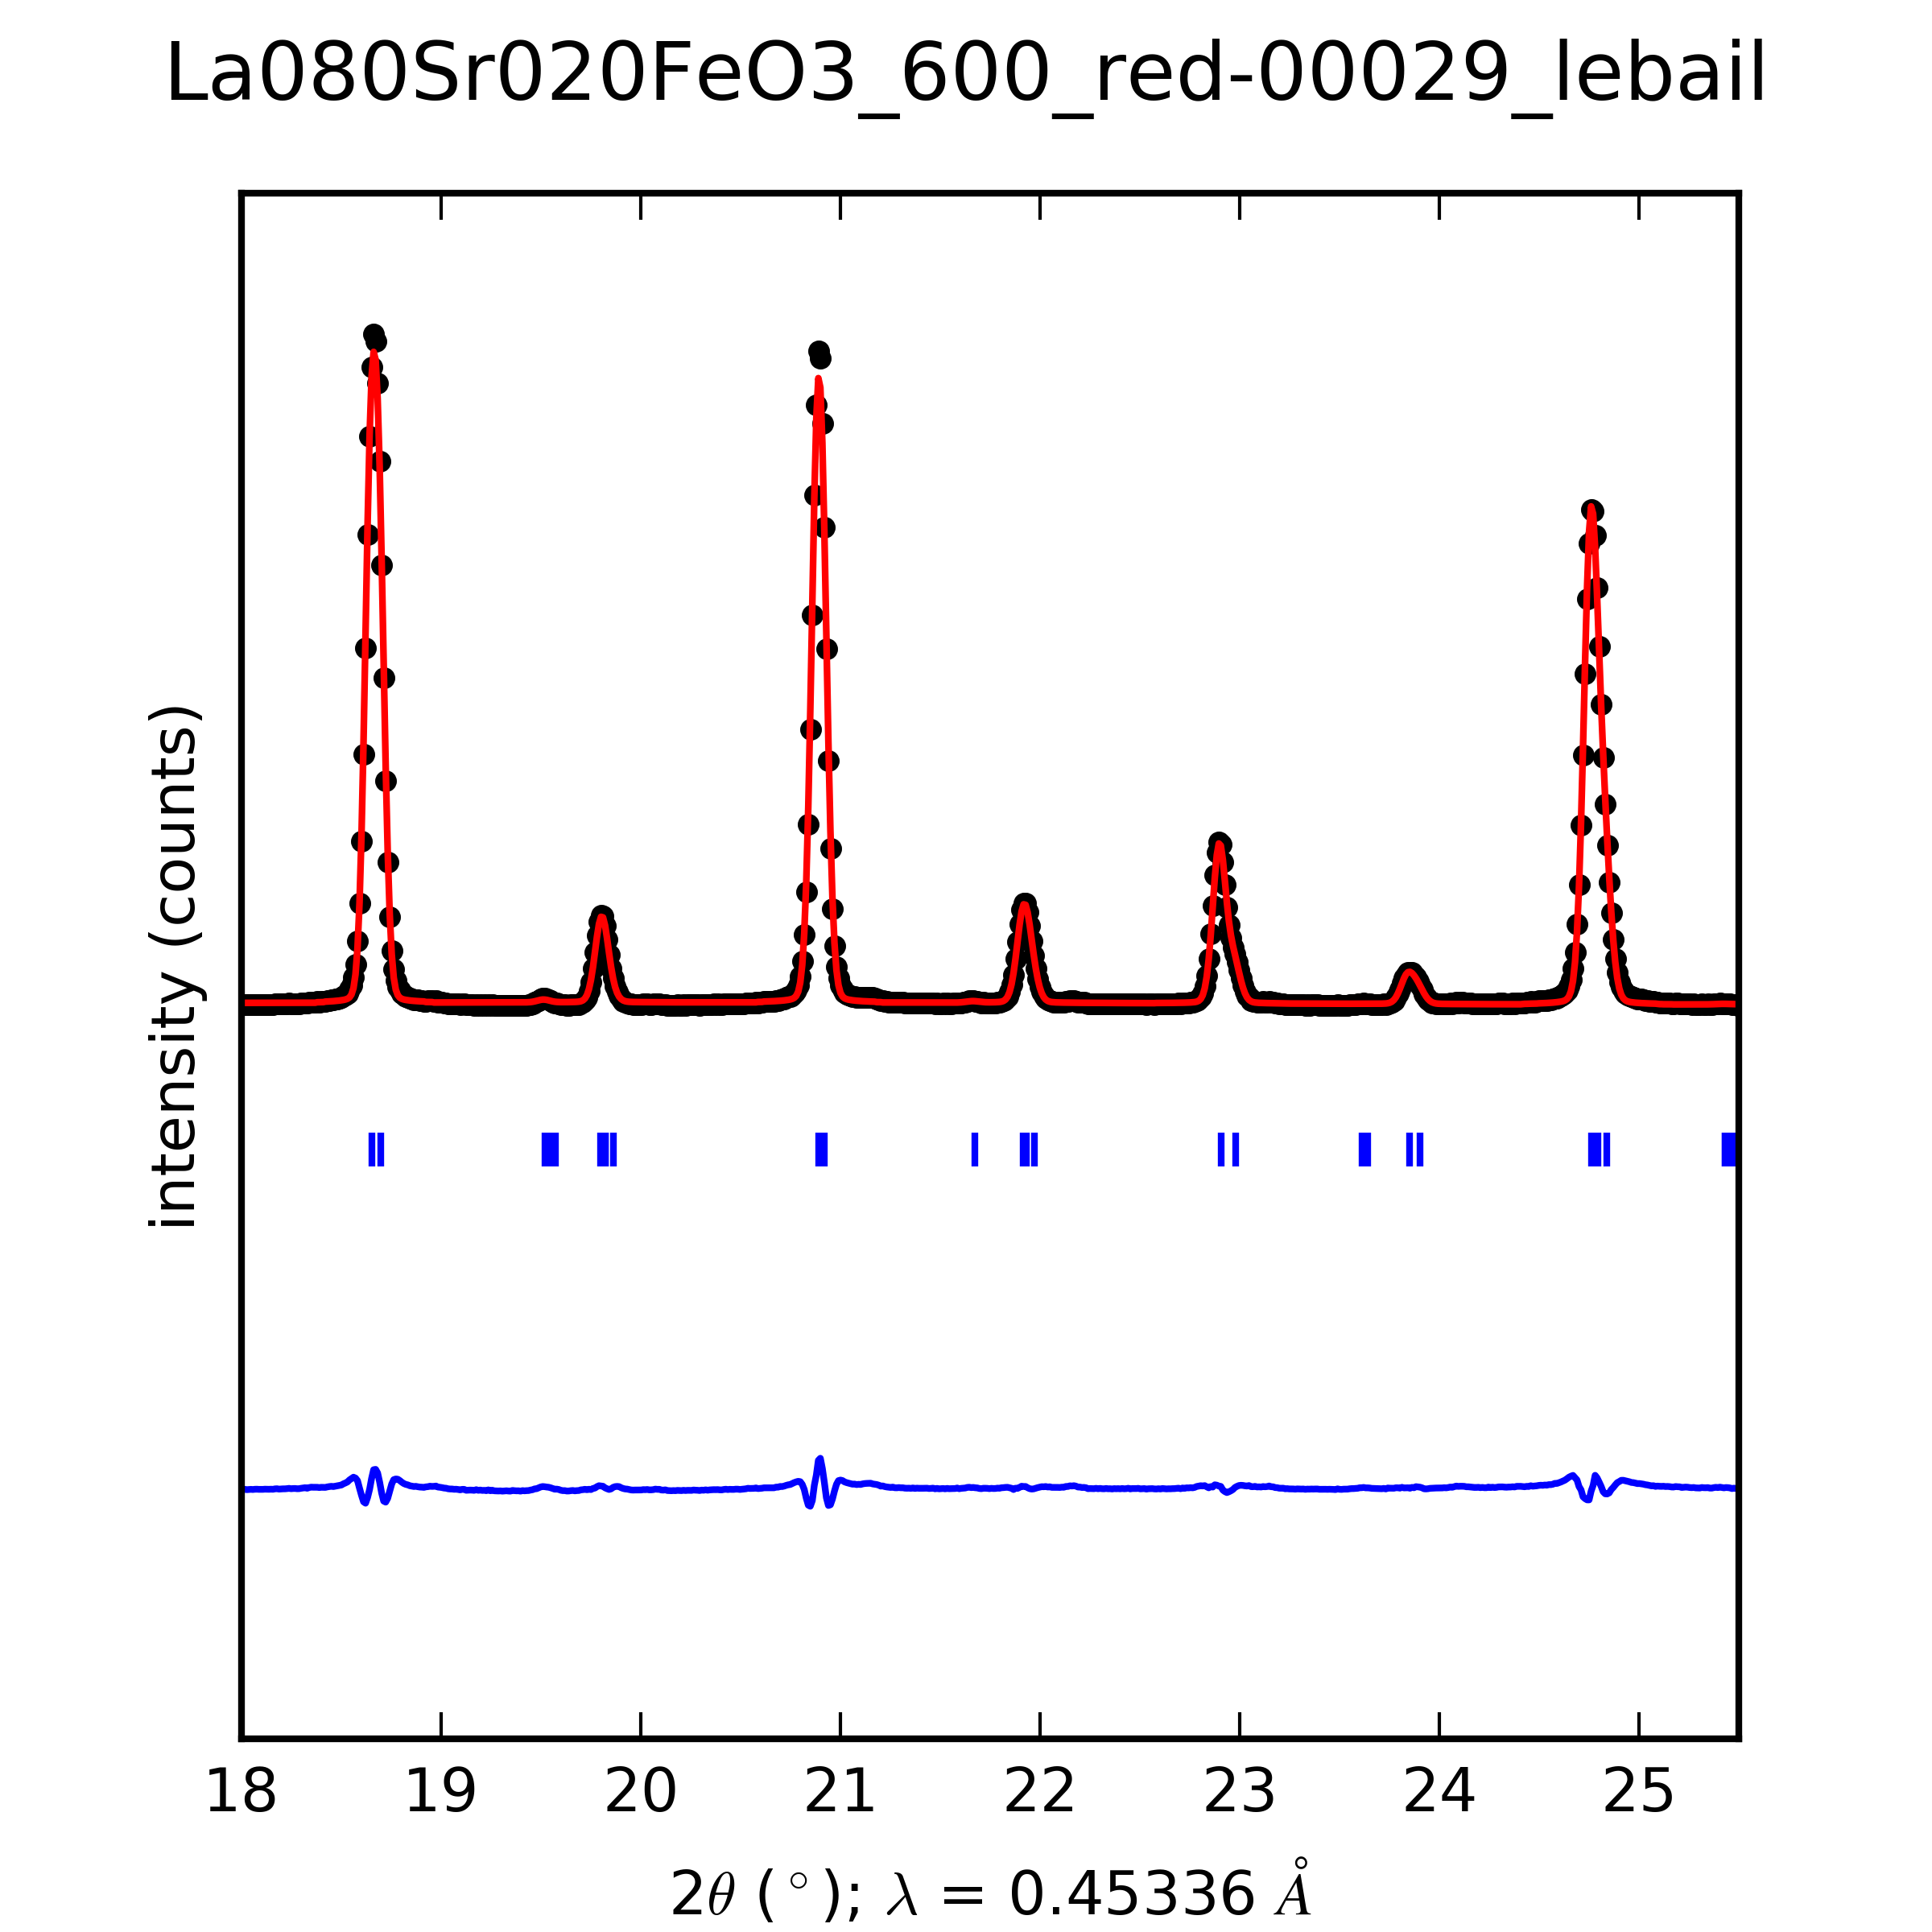 La080Sr020FeO3_600_red-00029_lebail
intensity (counts)
18 19 20 21 22 23 24 25
2θ (°); λ = 0.45336 Å